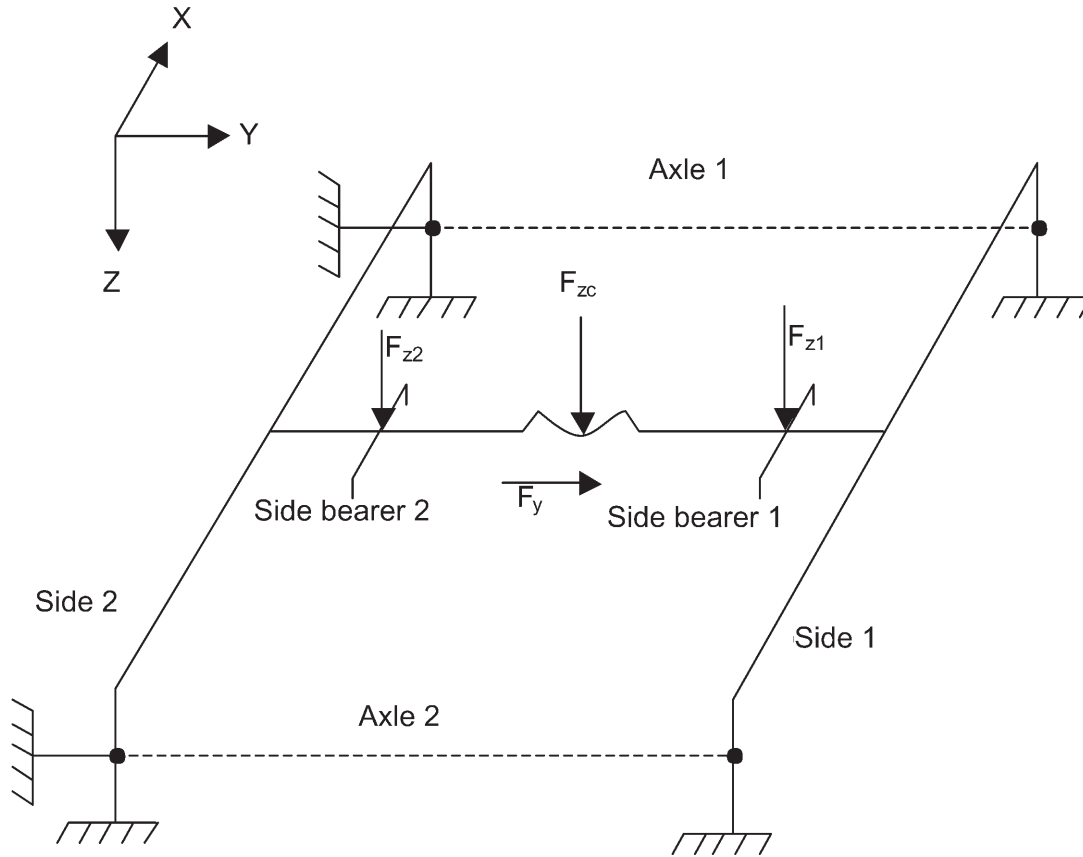 X
Y
Z
Axle 1
F_zc
F_z2
F_z1
F_y
Side bearer 2
Side bearer 1
Side 2
Side 1
Axle 2